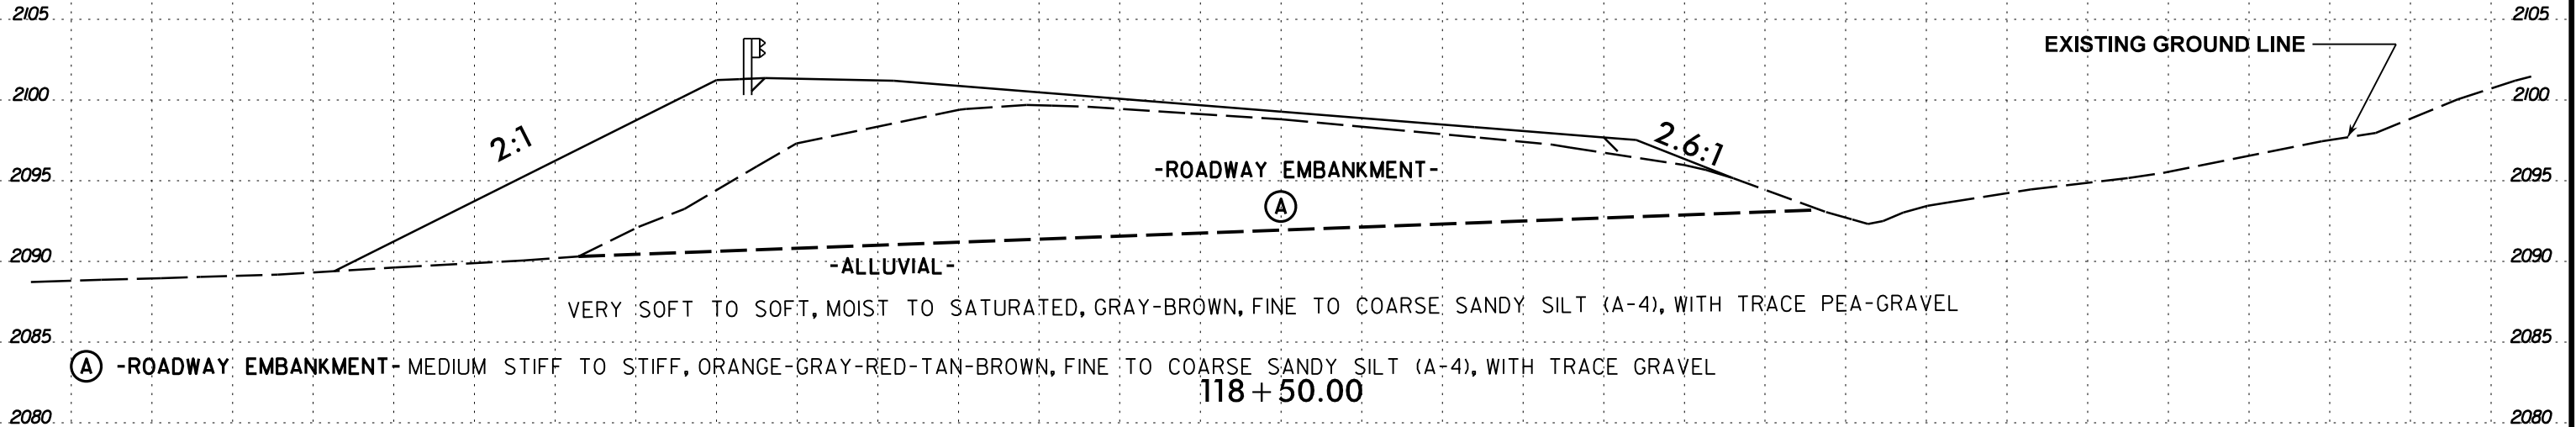 2105 2105
EXISTING GROUND LINE
2100 2100
2:1
2.6:1
-ROADWAY EMBANKMENT-
2095 2095
A
2090 2090
-ALLUVIAL-
VERY SOFT TO SOFT, MOIST TO SATURATED, GRAY-BROWN, FINE TO COARSE SANDY SILT (A-4), WITH TRACE PEA-GRAVEL
2085 2085
A -ROADWAY EMBANKMENT- MEDIUM STIFF TO STIFF, ORANGE-GRAY-RED-TAN-BROWN, FINE TO COARSE SANDY SILT (A-4), WITH TRACE GRAVEL
118+50.00
2080 2080